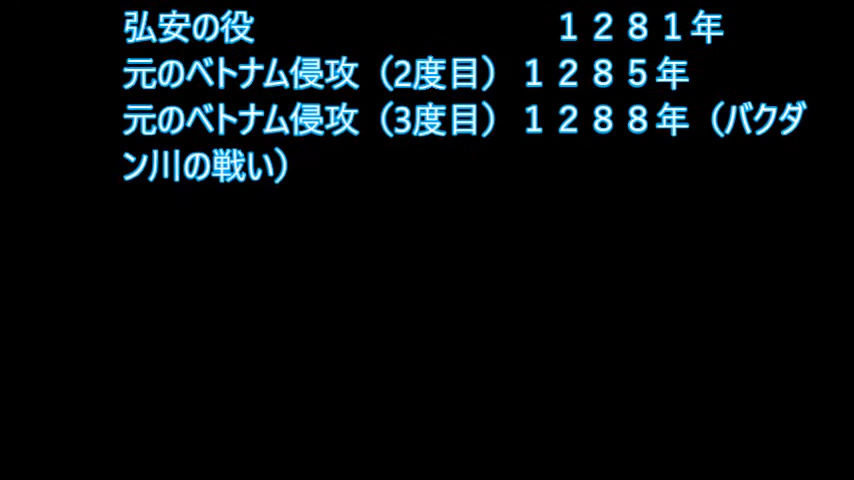 弘安の役　　　　　　　　　１２８１年
元のベトナム侵攻（2度目）１２８５年
元のベトナム侵攻（3度目）１２８８年（バクダ
ン川の戦い）